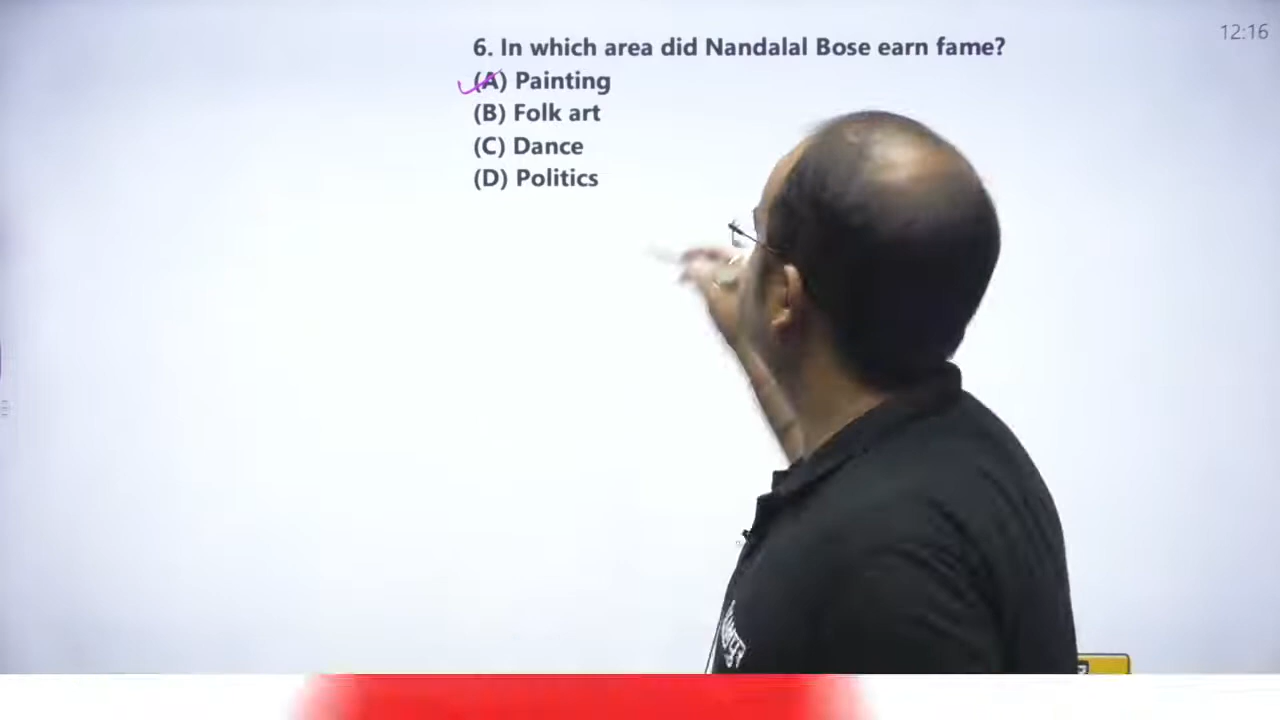 12:16
6. In which area did Nandalal Bose earn fame?
(A) Painting
(B) Folk art
(C) Dance
(D) Politics